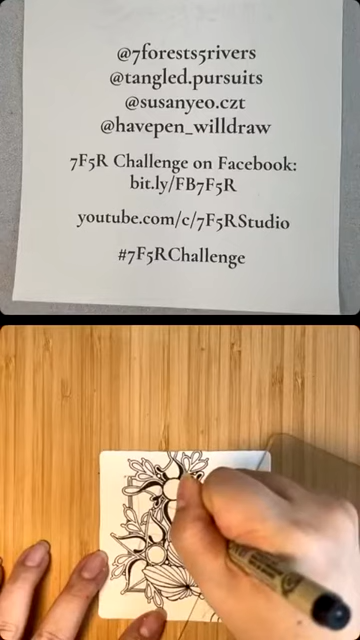 @7forests5rivers
@tangled.pursuits
@susanyeo.czt
@havepen_willdraw
7F5R Challenge on Facebook:
bit.ly/FB7F5R
youtube.com/c/7F5RStudio
#7F5RChallenge